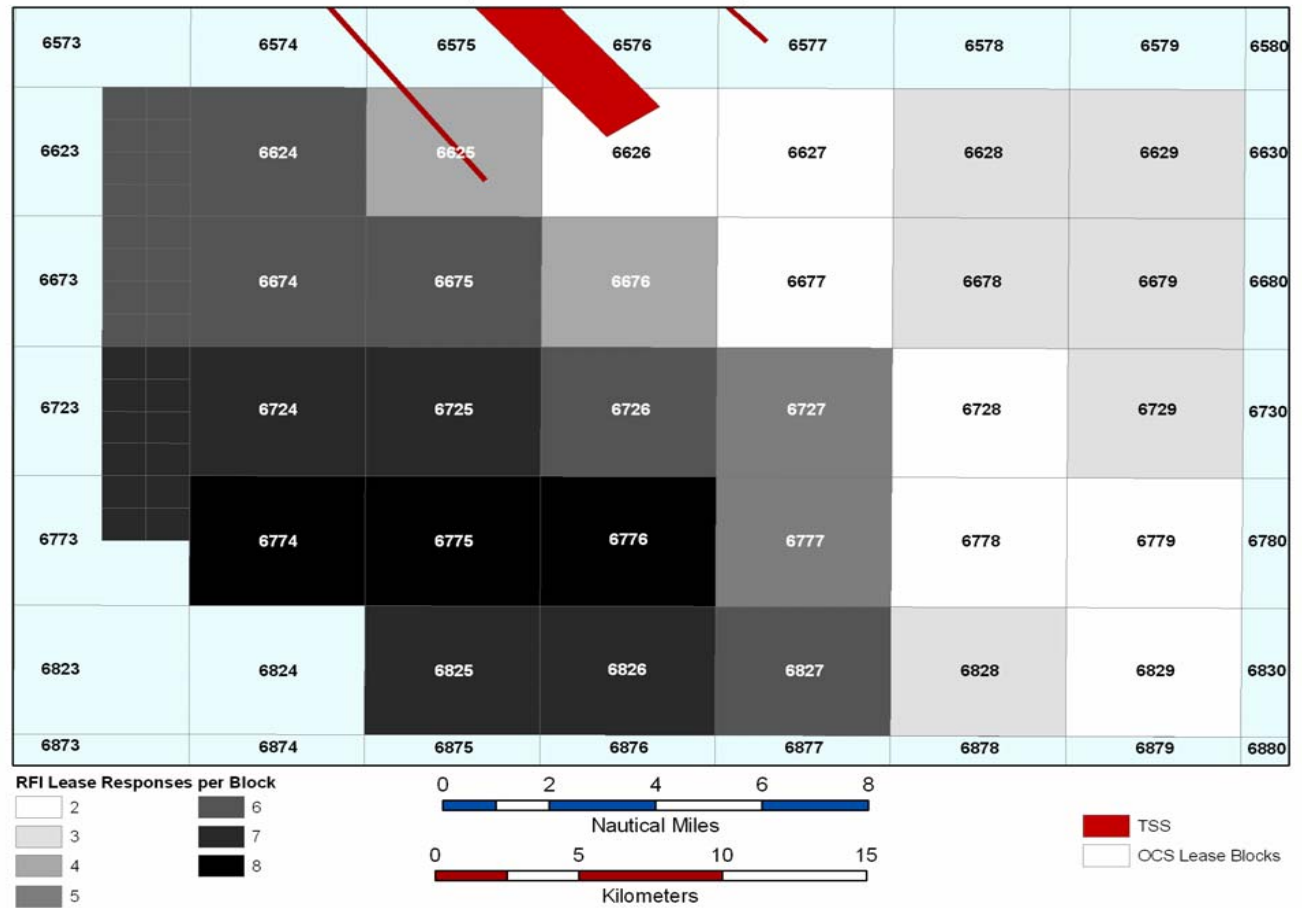 6573 6574 6575 6576 6577 6578 6579 6580
6623 6624 6625 6626 6627 6628 6629 6630
6673 6674 6675 6676 6677 6678 6679 6680
6723 6724 6725 6726 6727 6728 6729 6730
6773 6774 6775 6776 6777 6778 6779 6780
6823 6824 6825 6826 6827 6828 6829 6830
6873 6874 6875 6876 6877 6878 6879 6880
RFI Lease Responses per Block
2
3
4
5
6
7
8
0 2 4 6 8
Nautical Miles
0 5 10 15
Kilometers
TSS
OCS Lease Blocks